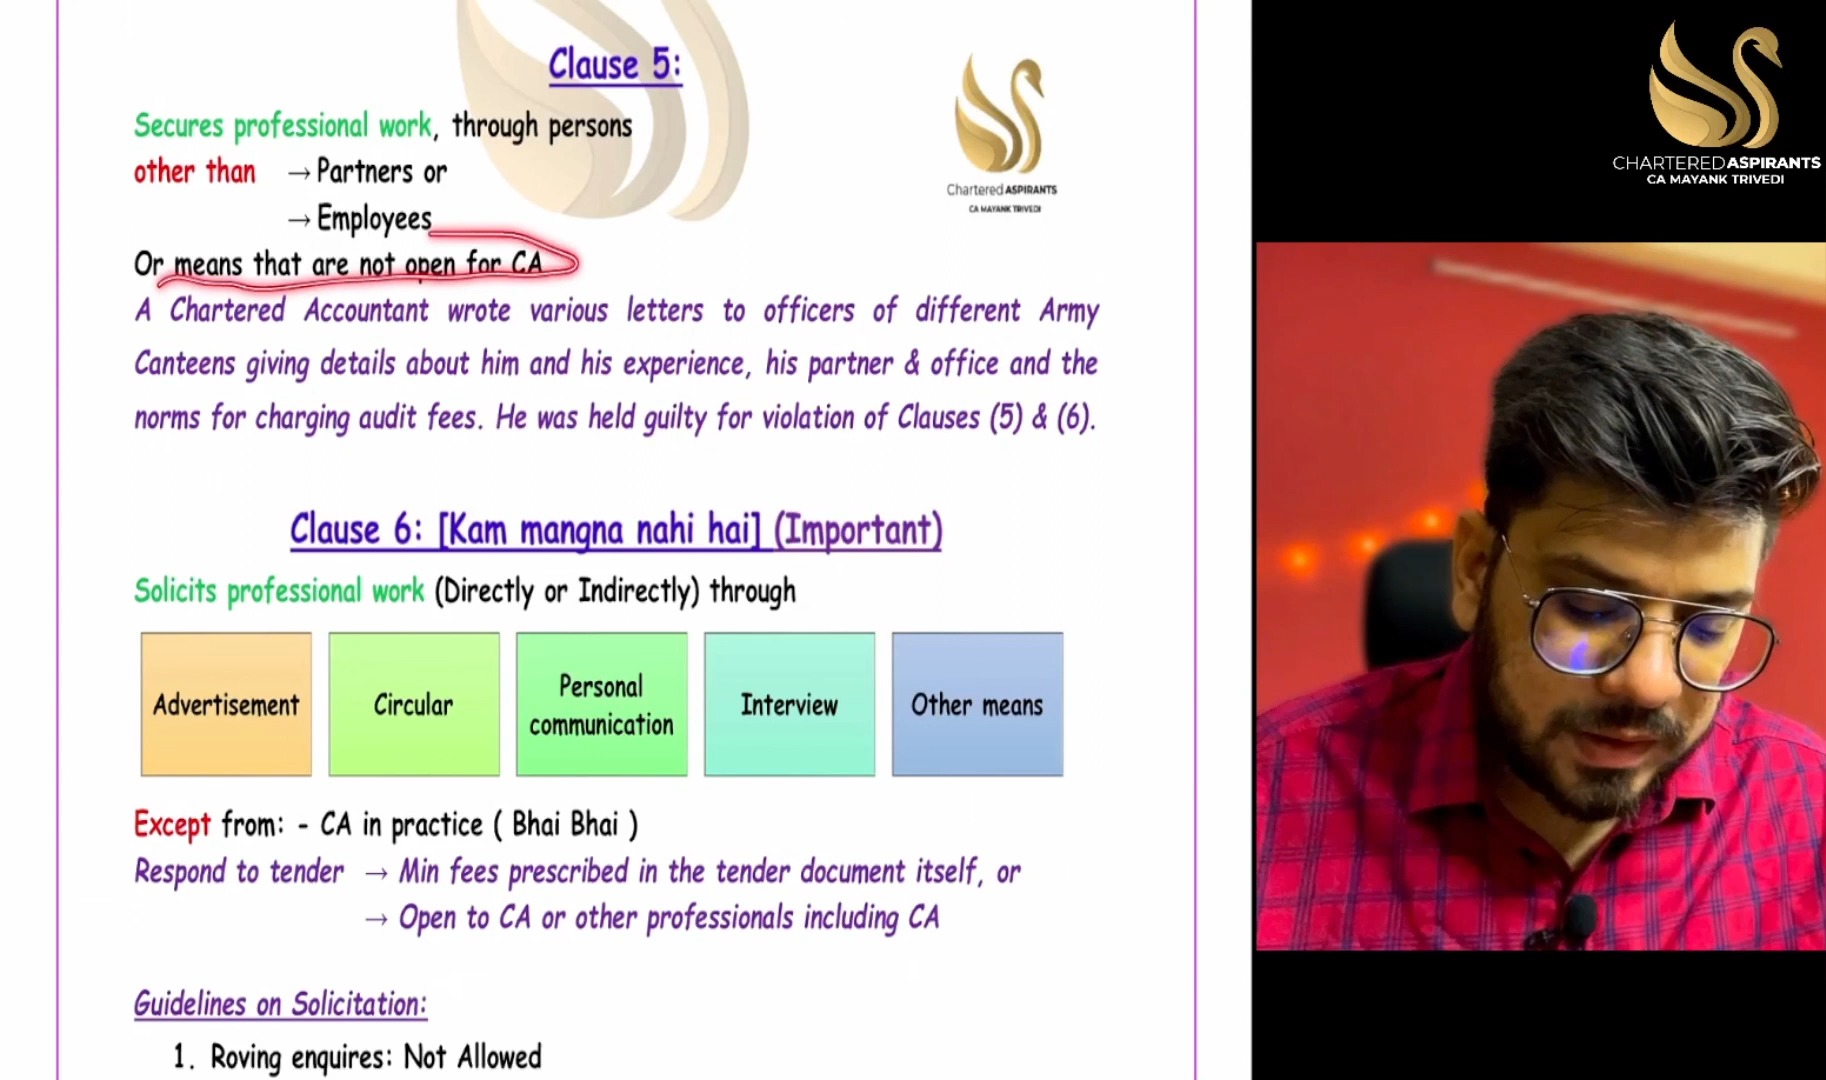 Clause 5:
Secures professional work, through persons
other than → Partners or
→ Employees
Or means that are not open for CA
A Chartered Accountant wrote various letters to officers of different Army
Canteens giving details about him and his experience, his partner & office and the
norms for charging audit fees. He was held guilty for violation of Clauses (5) & (6).
Chartered ASPIRANTS
CA MAYANK TRIVEDI
Clause 6: [Kam mangna nahi hai] (Important)
Solicits professional work (Directly or Indirectly) through
Advertisement
Circular
Personal
communication
Interview
Other means
Except from: - CA in practice ( Bhai Bhai )
Respond to tender → Min fees prescribed in the tender document itself, or
→ Open to CA or other professionals including CA
Guidelines on Solicitation:
1. Roving enquires: Not Allowed
CHARTERED ASPIRANTS
CA MAYANK TRIVEDI